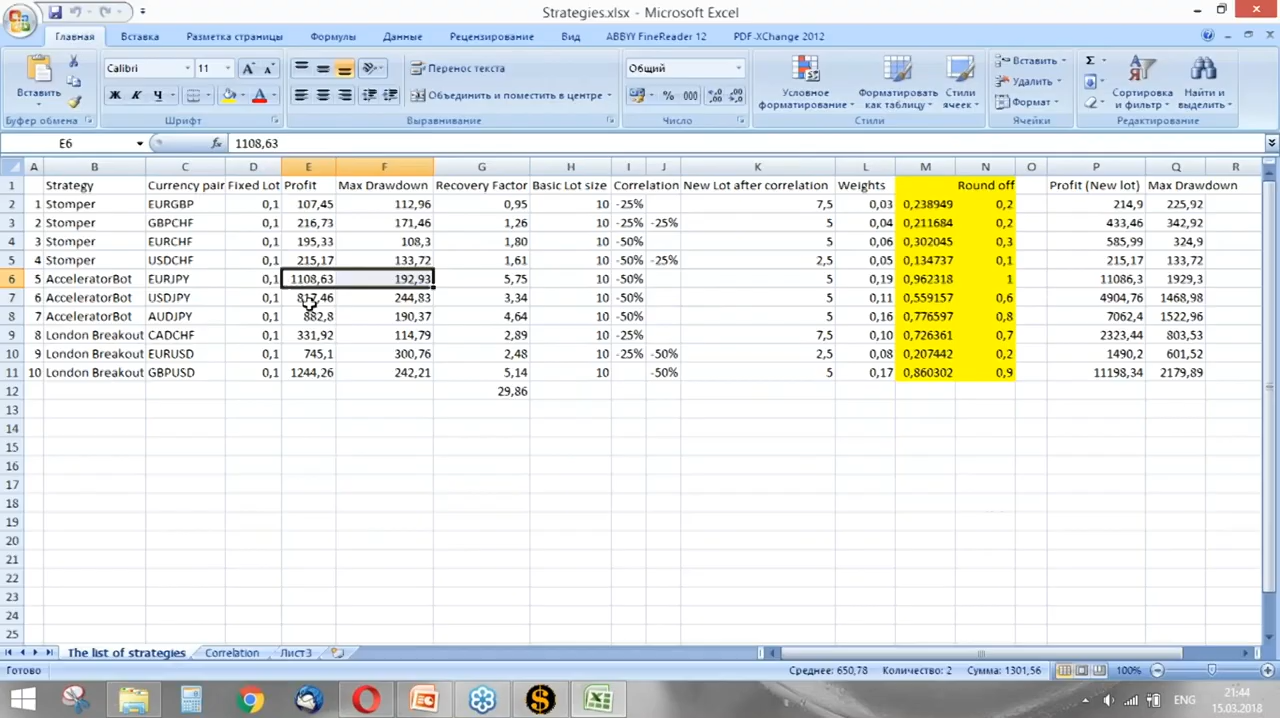 Strategies.xlsx - Microsoft Excel
Главная Вставка Разметка страницы Формулы Данные Рецензирование Вид ABBYY FineReader 12 PDF-XChange 2012
Calibri 11 Перенос текста Общий Вставить Удалить Формат
Вставить Ж К Ч Объединить и поместить в центре % 000 Условное форматирование Форматировать как таблицу Стили ячеек Сортировка и фильтр Найти и выделить
Буфер обмена Шрифт Выравнивание Число Стили Ячейки Редактирование
E6 fx 1108,63
A B C D E F G H I J K L M N O P Q R
1 Strategy Currency pair Fixed Lot Profit Max Drawdown Recovery Factor Basic Lot size Correlation New Lot after correlation Weights Round off Profit (New lot) Max Drawdown
2 1 Stomper EURGBP 0,1 107,45 112,96 0,95 10 -25% 7,5 0,03 0,238949 0,2 214,9 225,92
3 2 Stomper GBPCHF 0,1 216,73 171,46 1,26 10 -25% -25% 5 0,04 0,211684 0,2 433,46 342,92
4 3 Stomper EURCHF 0,1 195,33 108,3 1,80 10 -50% 5 0,06 0,302045 0,3 585,99 324,9
5 4 Stomper USDCHF 0,1 215,17 133,72 1,61 10 -50% -25% 2,5 0,05 0,134737 0,1 215,17 133,72
6 5 AcceleratorBot EURJPY 0,1 1108,63 192,93 5,75 10 -50% 5 0,19 0,962318 1 11086,3 1929,3
7 6 AcceleratorBot USDJPY 0,1 817,46 244,83 3,34 10 -50% 5 0,11 0,559157 0,6 4904,76 1468,98
8 7 AcceleratorBot AUDJPY 0,1 882,8 190,37 4,64 10 -50% 5 0,16 0,776597 0,8 7062,4 1522,96
9 8 London Breakout CADCHF 0,1 331,92 114,79 2,89 10 -25% 7,5 0,10 0,726361 0,7 2323,44 803,53
10 9 London Breakout EURUSD 0,1 745,1 300,76 2,48 10 -25% -50% 2,5 0,08 0,207442 0,2 1490,2 601,52
11 10 London Breakout GBPUSD 0,1 1244,26 242,21 5,14 10 -50% 5 0,17 0,860302 0,9 11198,34 2179,89
12 29,86
13
14
15
16
17
18
19
20
21
22
23
24
25
The list of strategies Correlation Лист3
Готово Среднее: 650,78 Количество: 2 Сумма: 1301,56 100%
ENG 21:44
15.03.2018